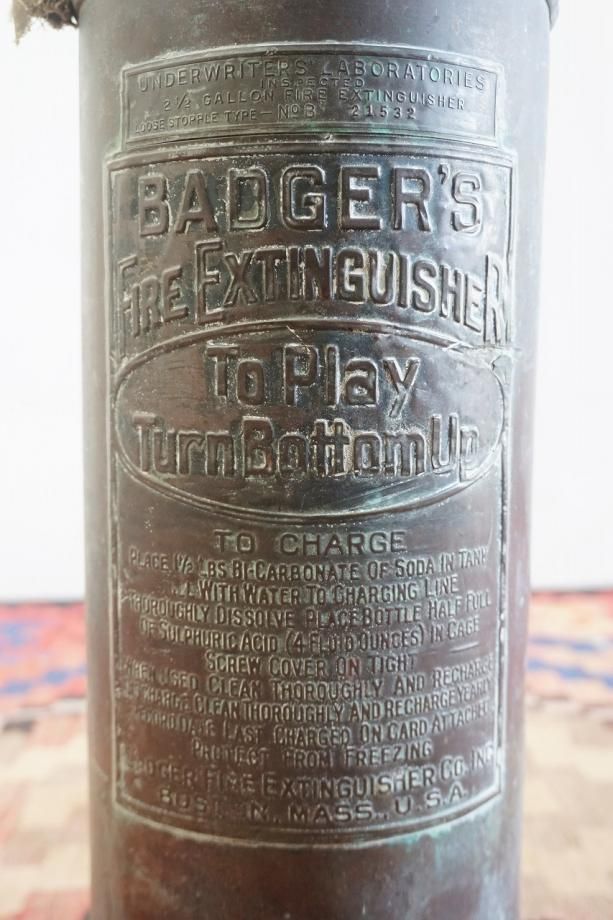 UNDERWRITERS' LABORATORIES
INSPECTED
2½ GALLON FIRE EXTINGUISHER
LOOSE STOPPLE TYPE – No B 21532
BADGER'S
FIRE EXTINGUISHER
To Play
Turn Bottom Up
TO CHARGE
PLACE 1½ LBS BI-CARBONATE OF SODA IN TANK
WITH WATER TO CHARGING LINE
THOROUGHLY DISSOLVE PLACE BOTTLE HALF FULL
OF SULPHURIC ACID (4 FLUID OUNCES) IN CAGE
SCREW COVER ON TIGHT
WHEN USED CLEAN THOROUGHLY AND RECHARGE
CLEAN THOROUGHLY AND RECHARGE YEARLY
RECORD DATE LAST CHARGED ON CARD ATTACHED
PROTECT FROM FREEZING
BADGER FIRE EXTINGUISHER CO. INC.
BOSTON, MASS., U.S.A.